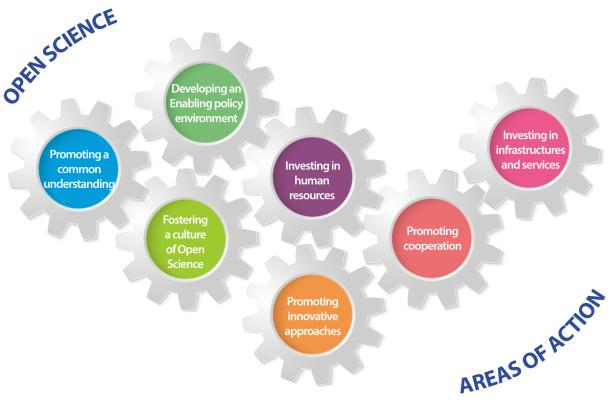 OPEN SCIENCE
Developing an
Enabling policy
environment
Promoting a
common
understanding
Investing in
human
resources
Investing in
infrastructures
and services
Fostering
a culture
of Open
Science
Promoting
cooperation
Promoting
innovative
approaches
AREAS OF ACTION